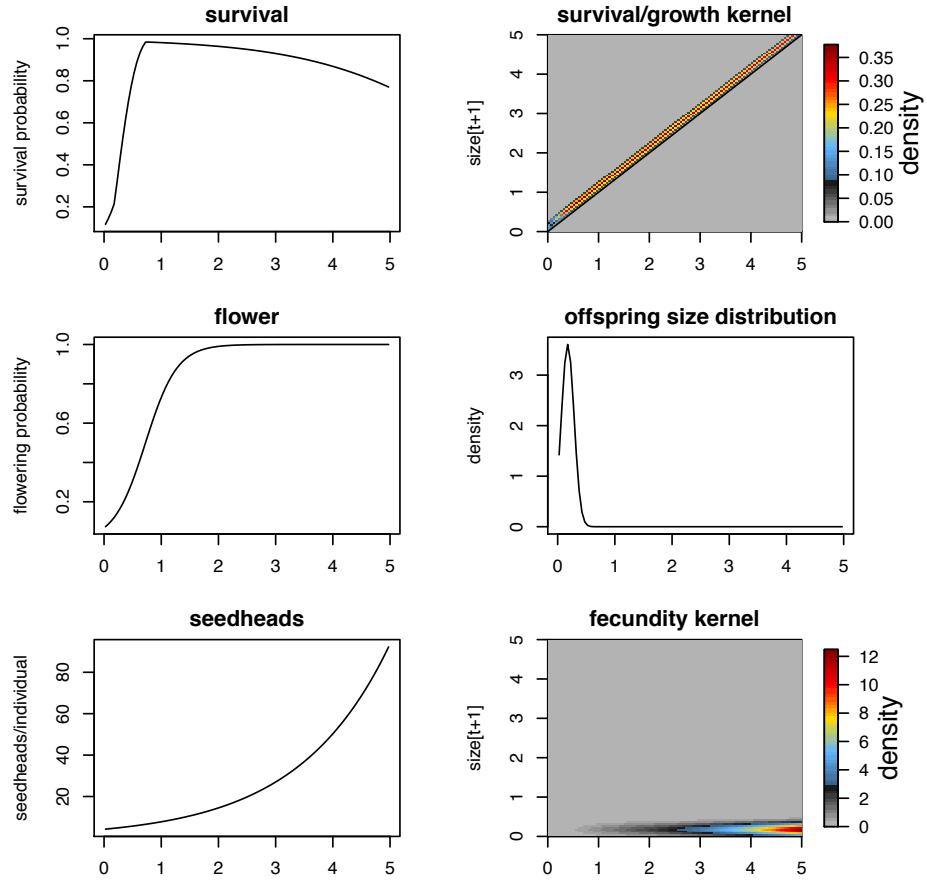 survival
survival probability
1.0
0.8
0.6
0.4
0.2
0 1 2 3 4 5
survival/growth kernel
size[t+1]
5
4
3
2
1
0
0 1 2 3 4 5
0.35
0.30
0.25
0.20
0.15
0.10
0.05
0.00
density
flower
flowering probability
1.0
0.6
0.2
0 1 2 3 4 5
offspring size distribution
density
3
2
1
0
0 1 2 3 4 5
seedheads
seedheads/individual
80
60
40
20
0 1 2 3 4 5
fecundity kernel
size[t+1]
5
4
3
2
1
0
0 1 2 3 4 5
12
10
8
6
4
2
0
density